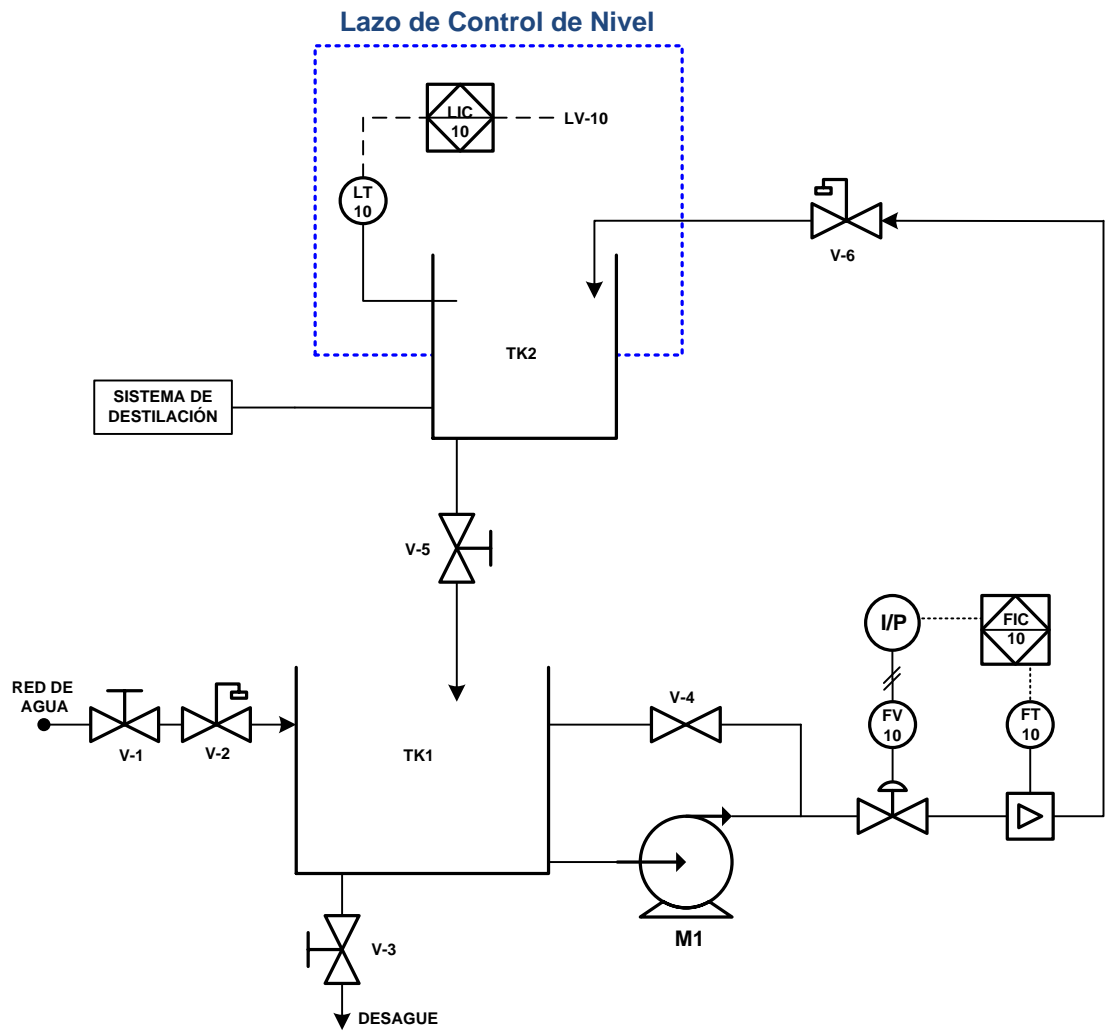 Lazo de Control de Nivel
LIC
10
LV-10
LT
10
V-6
TK2
SISTEMA DE
DESTILACIÓN
V-5
I/P
FIC
10
RED DE
AGUA
V-1
V-2
TK1
V-4
FV
10
FT
10
M1
V-3
DESAGUE